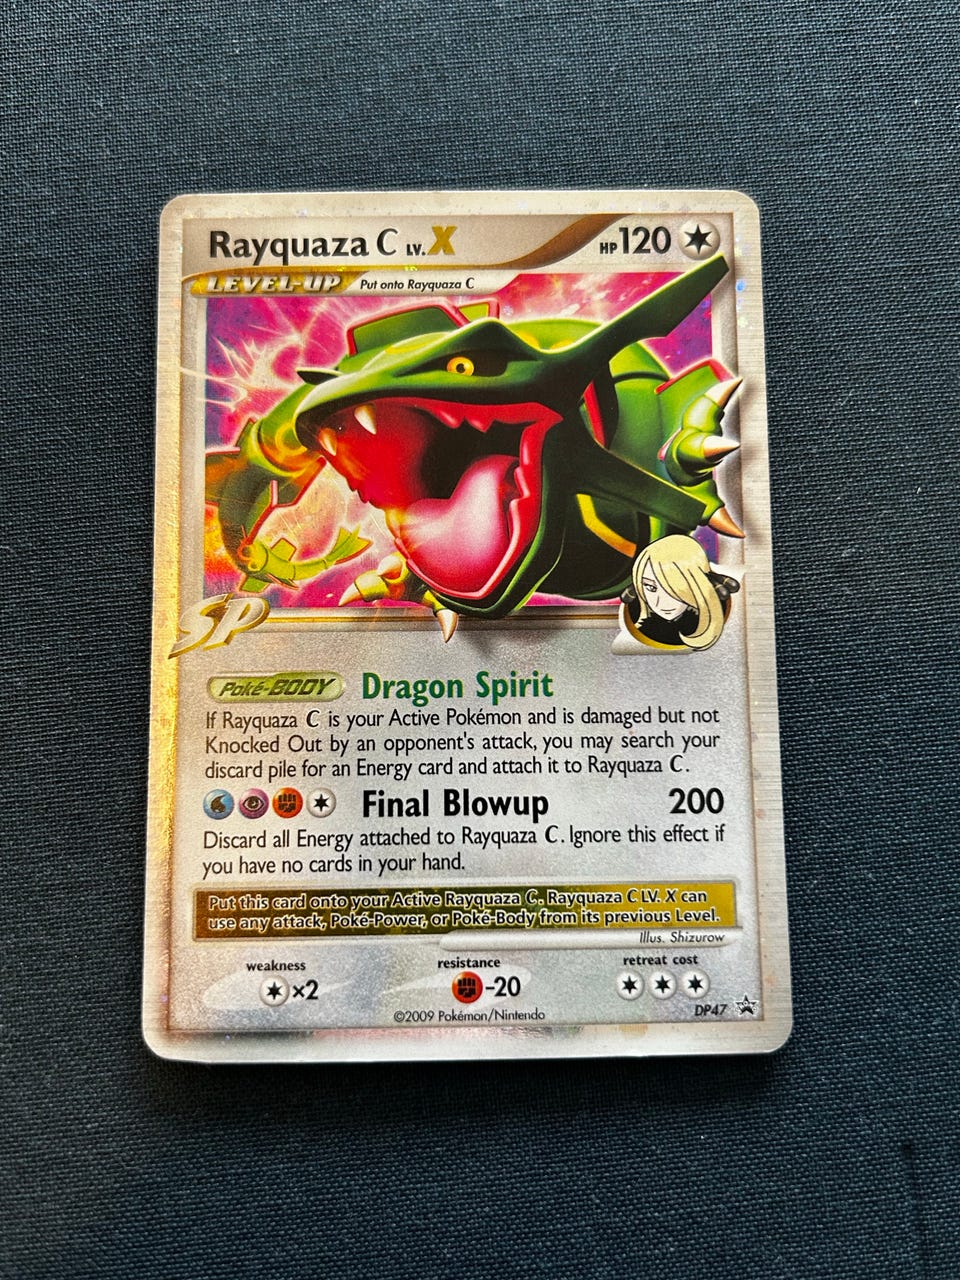 Rayquaza C LV.X HP 120
LEVEL-UP Put onto Rayquaza C
SP
Poké-BODY Dragon Spirit
If Rayquaza C is your Active Pokémon and is damaged but not
Knocked Out by an opponent's attack, you may search your
discard pile for an Energy card and attach it to Rayquaza C.
Final Blowup 200
Discard all Energy attached to Rayquaza C. Ignore this effect if
you have no cards in your hand.
Put this card onto your Active Rayquaza C. Rayquaza C LV. X can
use any attack, Poké-Power, or Poké-Body from its previous Level.
Illus. Shizurow
weakness resistance retreat cost
×2 -20
©2009 Pokémon/Nintendo DP47